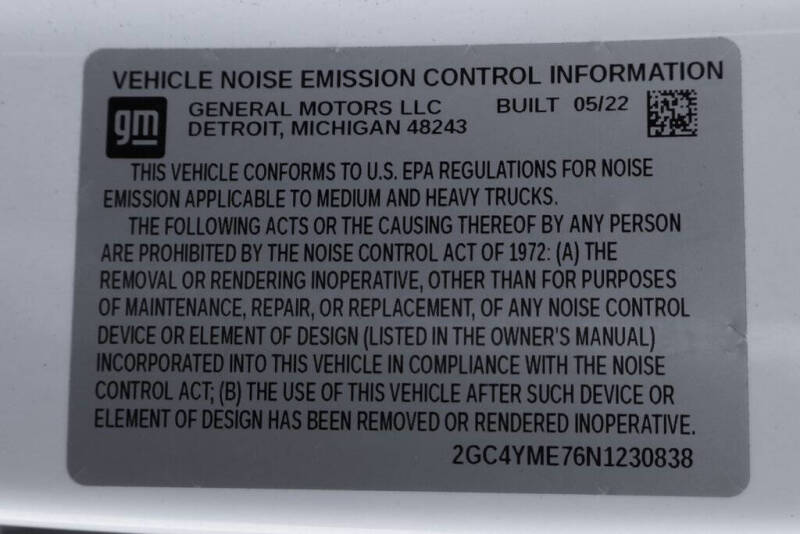 VEHICLE NOISE EMISSION CONTROL INFORMATION
gm
GENERAL MOTORS LLC BUILT 05/22
DETROIT, MICHIGAN 48243
THIS VEHICLE CONFORMS TO U.S. EPA REGULATIONS FOR NOISE
EMISSION APPLICABLE TO MEDIUM AND HEAVY TRUCKS.
THE FOLLOWING ACTS OR THE CAUSING THEREOF BY ANY PERSON
ARE PROHIBITED BY THE NOISE CONTROL ACT OF 1972: (A) THE
REMOVAL OR RENDERING INOPERATIVE, OTHER THAN FOR PURPOSES
OF MAINTENANCE, REPAIR, OR REPLACEMENT, OF ANY NOISE CONTROL
DEVICE OR ELEMENT OF DESIGN (LISTED IN THE OWNER'S MANUAL)
INCORPORATED INTO THIS VEHICLE IN COMPLIANCE WITH THE NOISE
CONTROL ACT; (B) THE USE OF THIS VEHICLE AFTER SUCH DEVICE OR
ELEMENT OF DESIGN HAS BEEN REMOVED OR RENDERED INOPERATIVE.
2GC4YME76N1230838